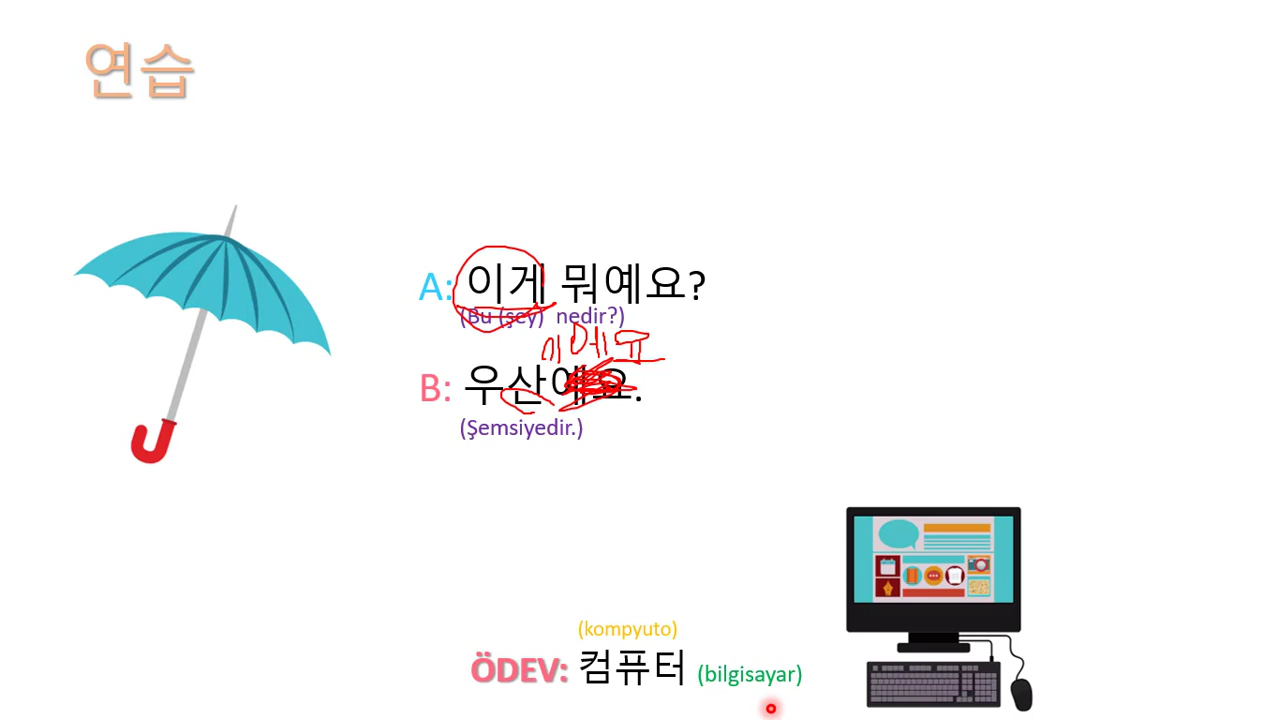 연습
A: 이게 뭐예요?
(Bu (şey) nedir?)
이에요
B: 우산예요.
(Şemsiyedir.)
(kompyuto)
ÖDEV: 컴퓨터 (bilgisayar)